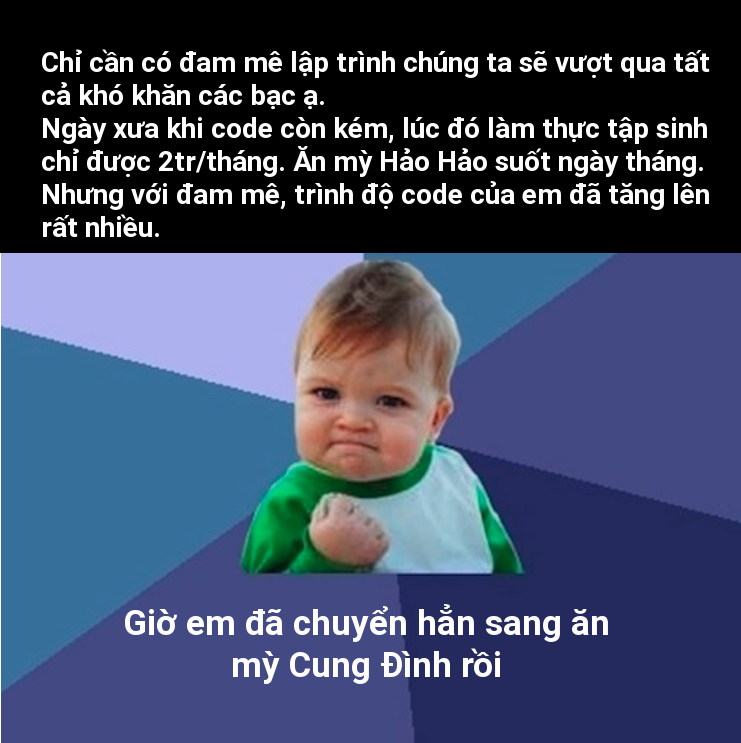 Chỉ cần có đam mê lập trình chúng ta sẽ vượt qua tất
cả khó khăn các bạc ạ.
Ngày xưa khi code còn kém, lúc đó làm thực tập sinh
chỉ được 2tr/tháng. Ăn mỳ Hảo Hảo suốt ngày tháng.
Nhưng với đam mê, trình độ code của em đã tăng lên
rất nhiều.
Giờ em đã chuyển hẳn sang ăn
mỳ Cung Đình rồi